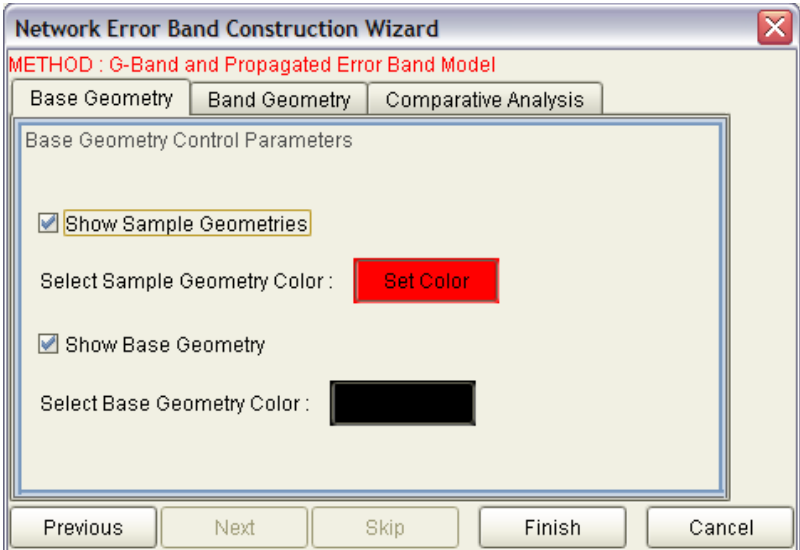 Network Error Band Construction Wizard
METHOD : G-Band and Propagated Error Band Model
Base Geometry Band Geometry Comparative Analysis
Base Geometry Control Parameters
Show Sample Geometries
Select Sample Geometry Color : Set Color
Show Base Geometry
Select Base Geometry Color :
Previous Next Skip Finish Cancel